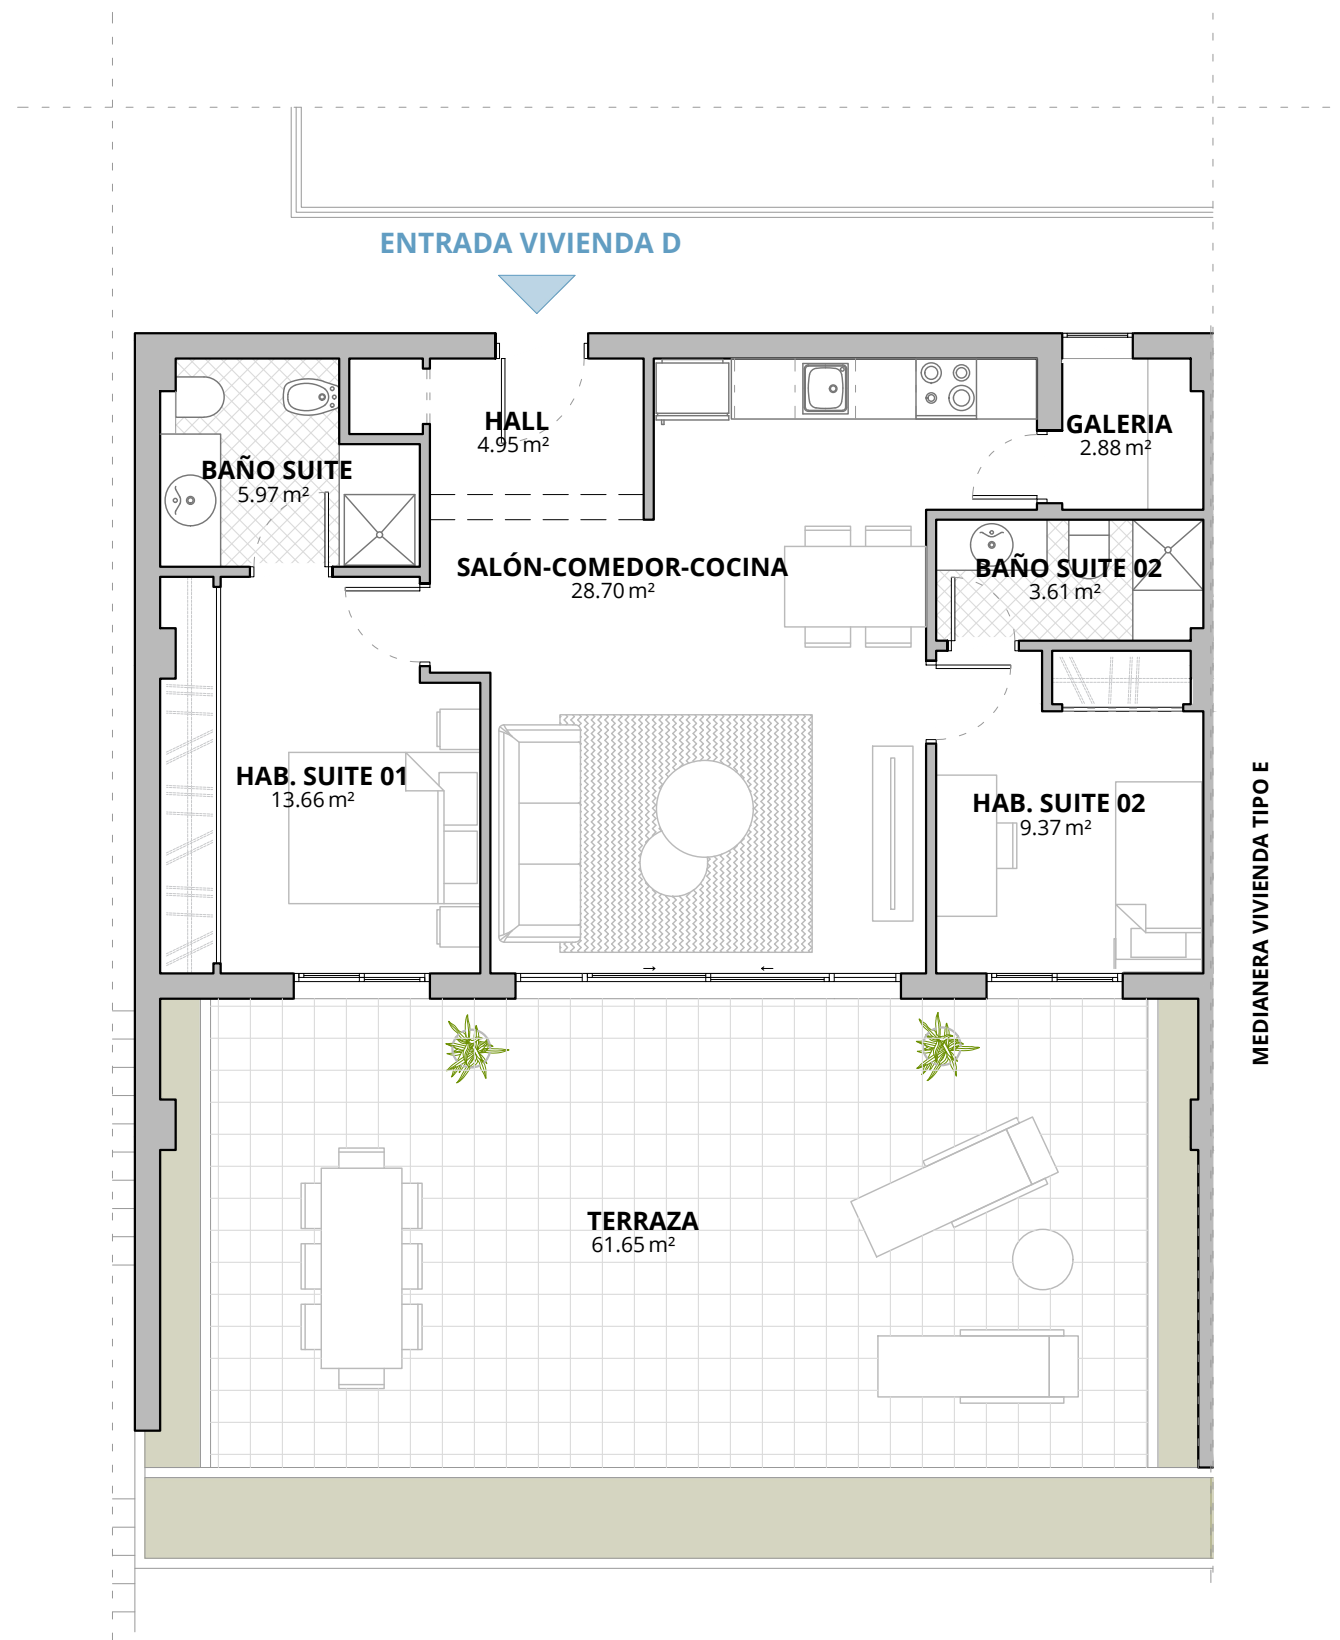 ENTRADA VIVIENDA D
HALL
4.95 m²
GALERIA
2.88 m²
BAÑO SUITE
5.97 m²
SALÓN-COMEDOR-COCINA
28.70 m²
BAÑO SUITE 02
3.61 m²
HAB. SUITE 01
13.66 m²
HAB. SUITE 02
9.37 m²
MEDIANERA VIVIENDA TIPO E
TERRAZA
61.65 m²